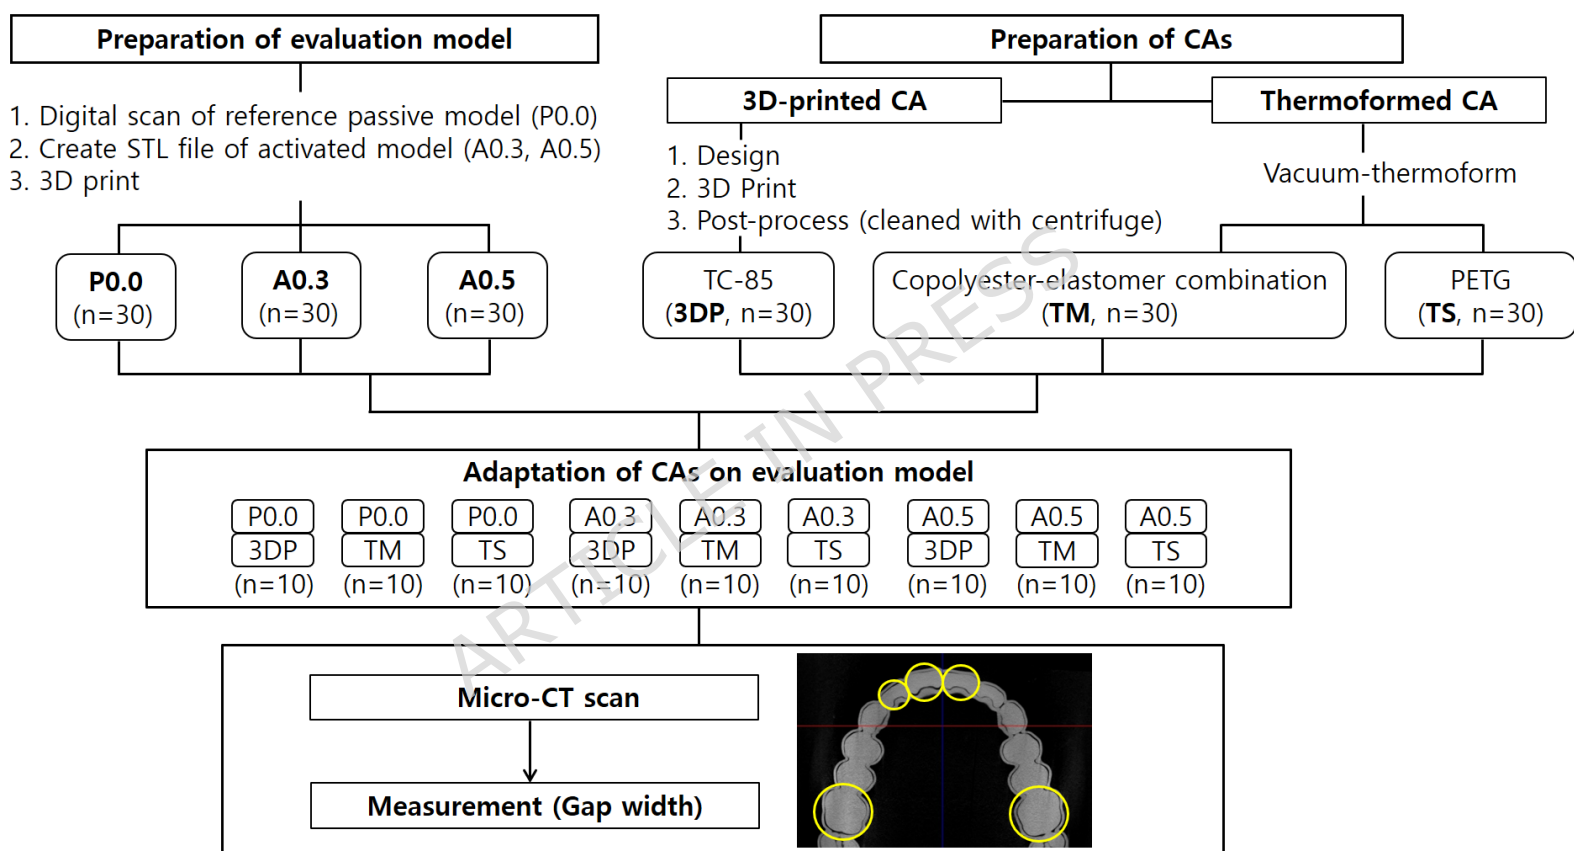 Preparation of evaluation model
1. Digital scan of reference passive model (P0.0)
2. Create STL file of activated model (A0.3, A0.5)
3. 3D print
P0.0
(n=30)
A0.3
(n=30)
A0.5
(n=30)
Preparation of CAs
3D-printed CA
Thermoformed CA
1. Design
2. 3D Print
3. Post-process (cleaned with centrifuge)
Vacuum-thermoform
TC-85
(3DP, n=30)
Copolyester-elastomer combination
(TM, n=30)
PETG
(TS, n=30)
Adaptation of CAs on evaluation model
P0.0
3DP
(n=10)
P0.0
TM
(n=10)
P0.0
TS
(n=10)
A0.3
3DP
(n=10)
A0.3
TM
(n=10)
A0.3
TS
(n=10)
A0.5
3DP
(n=10)
A0.5
TM
(n=10)
A0.5
TS
(n=10)
Micro-CT scan
Measurement (Gap width)
ARTICLE IN PRESS